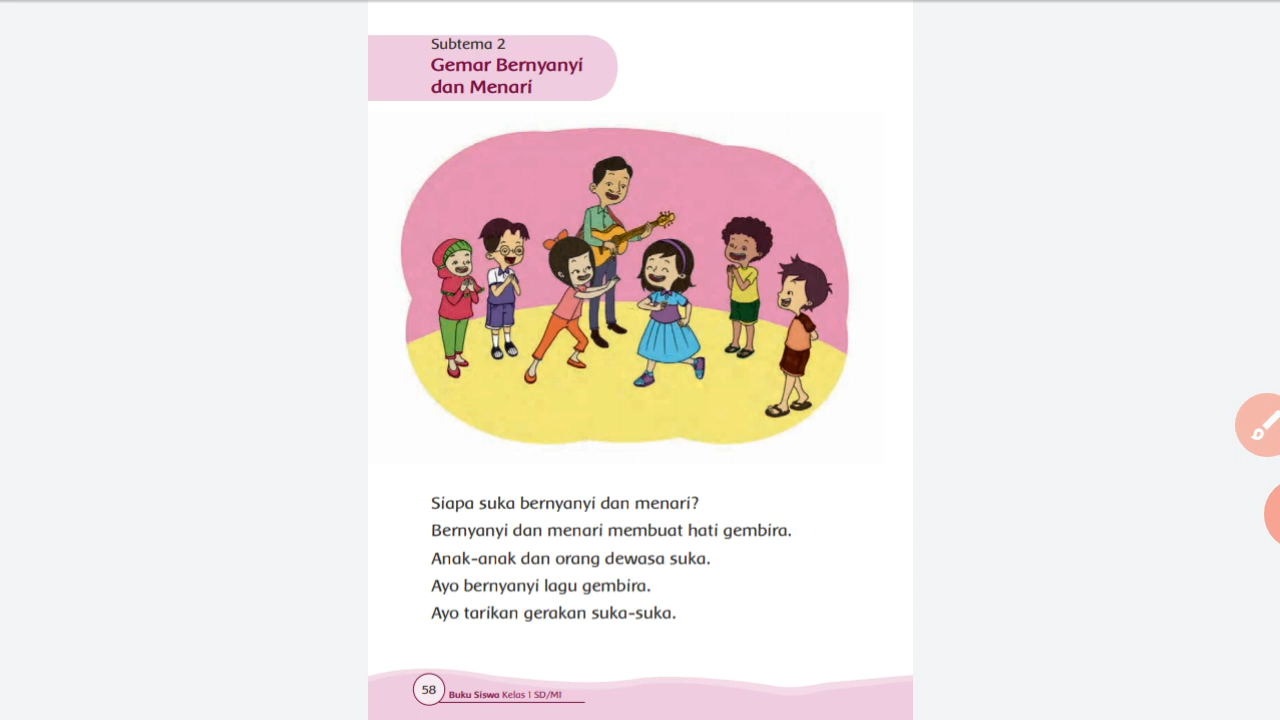 Subtema 2
Gemar Bernyanyi
dan Menari
Siapa suka bernyanyi dan menari?
Bernyanyi dan menari membuat hati gembira.
Anak-anak dan orang dewasa suka.
Ayo bernyanyi lagu gembira.
Ayo tarikan gerakan suka-suka.
58 Buku Siswa Kelas 1 SD/MI